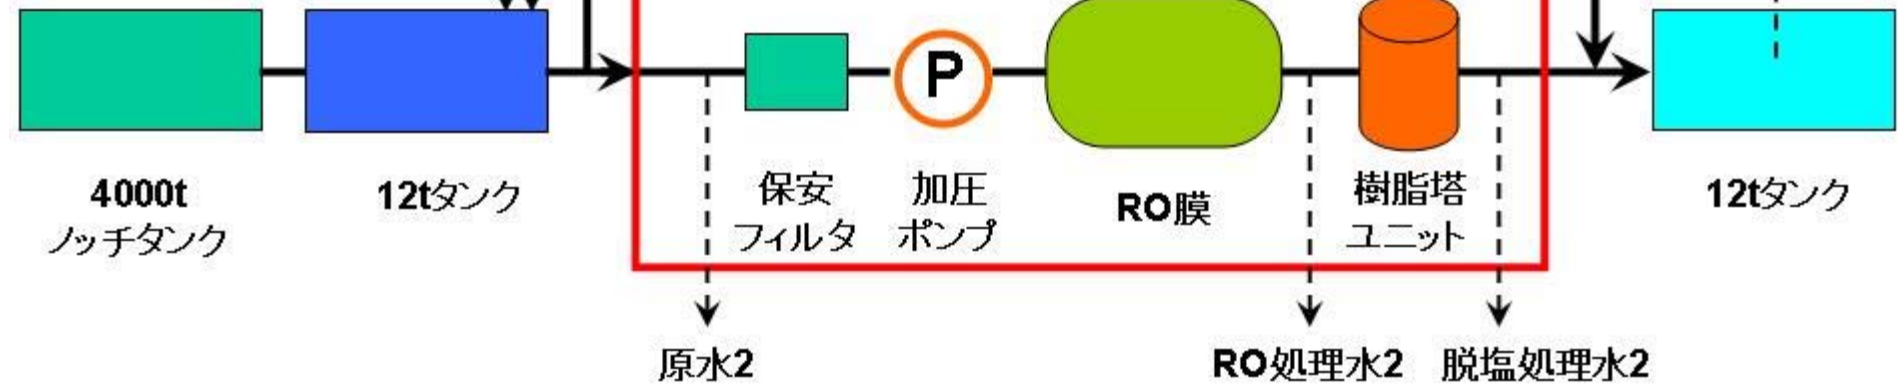 P
4000t
ノッチタンク
12tタンク
保安
フィルタ
加圧
ポンプ
RO膜
樹脂塔
ユニット
12tタンク
原水2
RO処理水2
脱塩処理水2